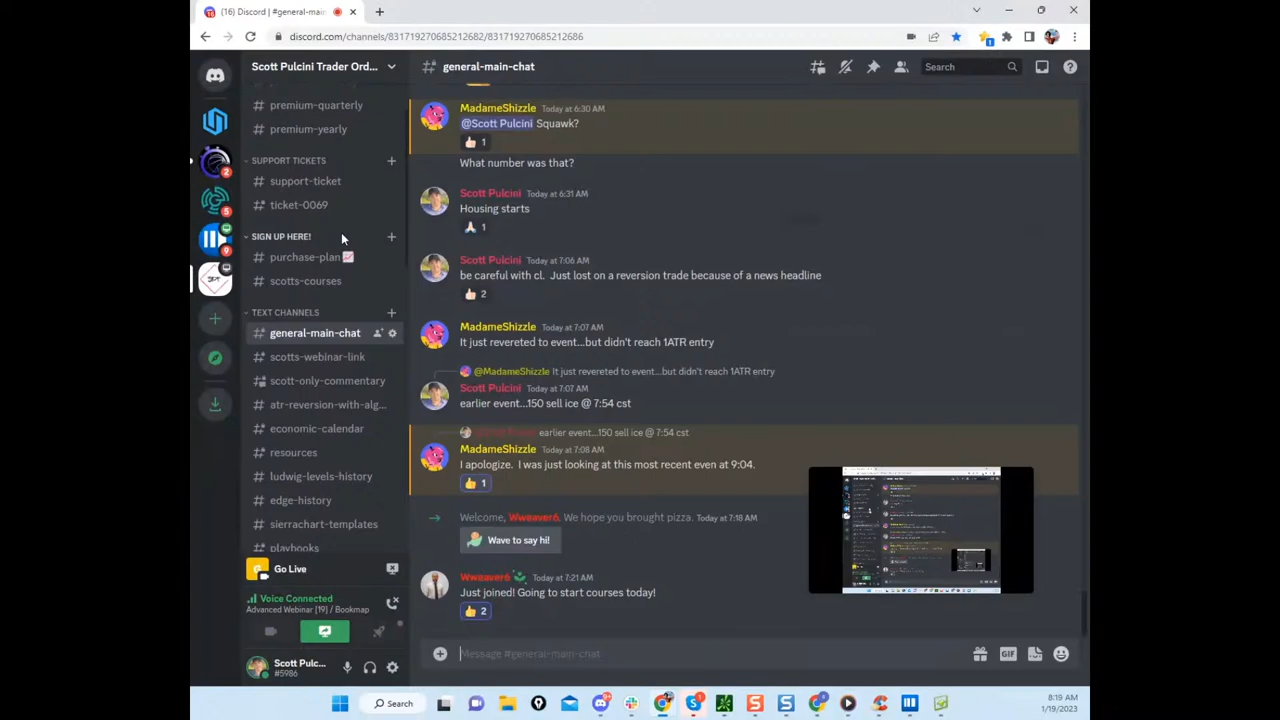 (16) Discord | #general-main
discord.com/channels/831719270685212682/831719270685212686
Scott Pulcini Trader Ord...
premium-quarterly
premium-yearly
SUPPORT TICKETS
support-ticket
ticket-0069
SIGN UP HERE!
purchase-plan
scotts-courses
TEXT CHANNELS
general-main-chat
scotts-webinar-link
scott-only-commentary
atr-reversion-with-alg...
economic-calendar
resources
ludwig-levels-history
edge-history
sierrachart-templates
playbooks
Go Live
Voice Connected
Advanced Webinar [19] / Bookmap
Scott Pulc...
#5986
general-main-chat
Search
MadameShizzle Today at 6:30 AM
@Scott Pulcini Squawk?
1
What number was that?
Scott Pulcini Today at 6:31 AM
Housing starts
1
Scott Pulcini Today at 7:06 AM
be careful with cl. Just lost on a reversion trade because of a news headline
2
MadameShizzle Today at 7:07 AM
It just revereted to event...but didn't reach 1ATR entry
@MadameShizzle It just revereted to event...but didn't reach 1ATR entry
Scott Pulcini Today at 7:07 AM
earlier event...150 sell ice @ 7:54 cst
earlier event...150 sell ice @ 7:54 cst
MadameShizzle Today at 7:08 AM
I apologize. I was just looking at this most recent even at 9:04.
1
Welcome, Wweaver6. We hope you brought pizza. Today at 7:18 AM
Wave to say hi!
Wweaver6 Today at 7:21 AM
Just joined! Going to start courses today!
2
Message #general-main-chat
GIF
Search
8:19 AM
1/19/2023